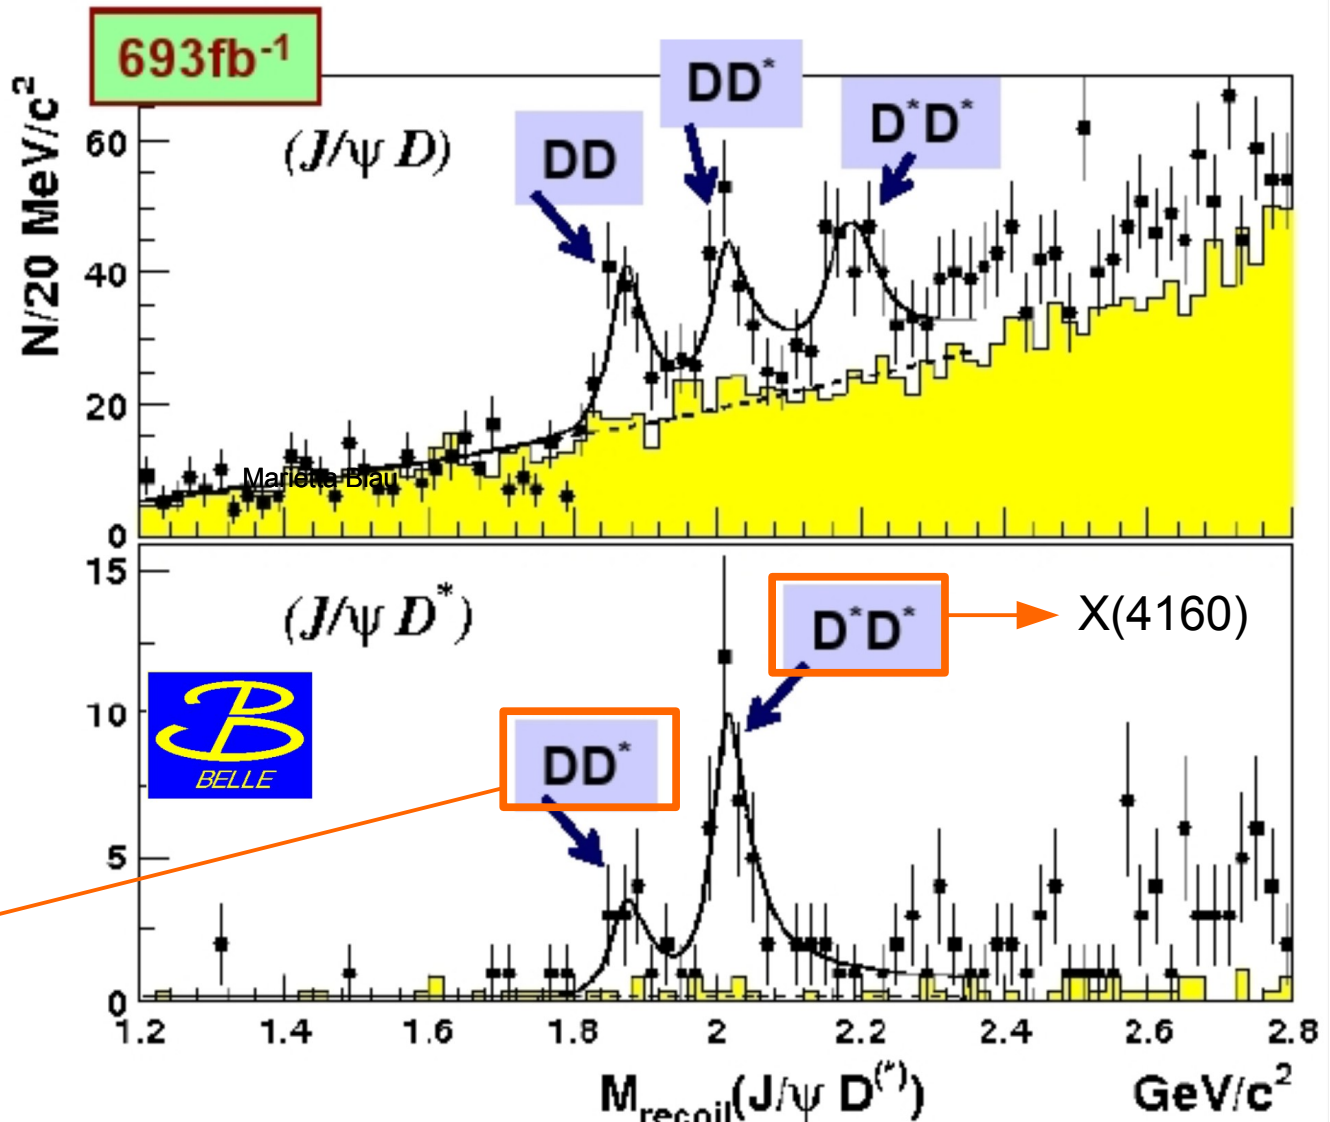 693fb⁻¹
N/20 MeV/c²
(J/ψ D)
DD
DD*
D*D*
60
40
20
0
Marietta Blau
(J/ψ D*)
D*D*
X(4160)
DD*
BELLE
15
10
5
0
1.2 1.4 1.6 1.8 2 2.2 2.4 2.6 2.8
M_recoil(J/ψ D⁽*⁾) GeV/c²